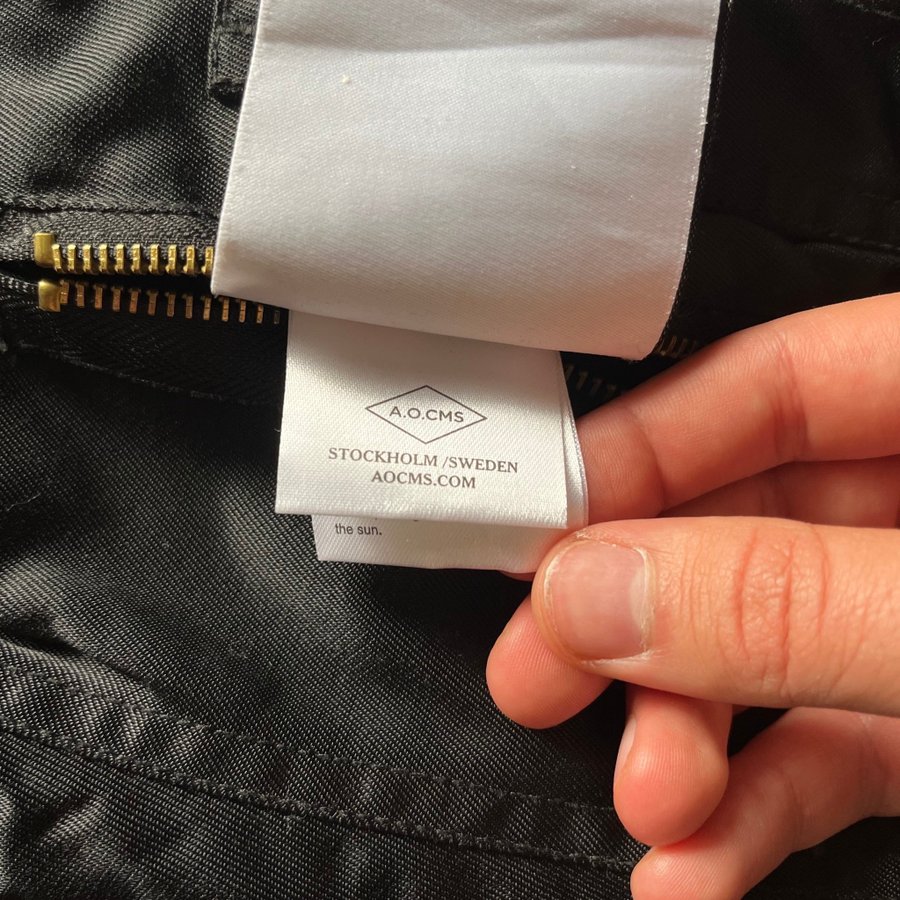 A.O.CMS
STOCKHOLM /SWEDEN
AOCMS.COM
the sun.